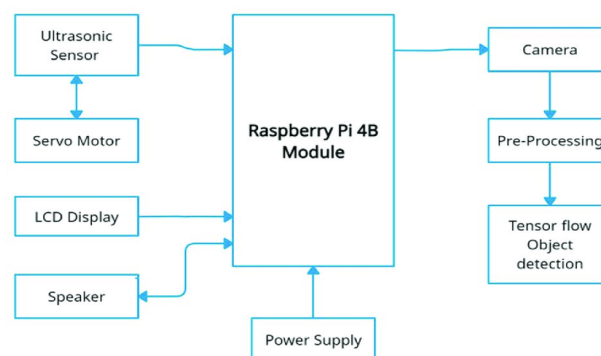 Ultrasonic
Sensor
Servo Motor
LCD Display
Speaker
Raspberry Pi 4B
Module
Power Supply
Camera
Pre-Processing
Tensor flow
Object
detection